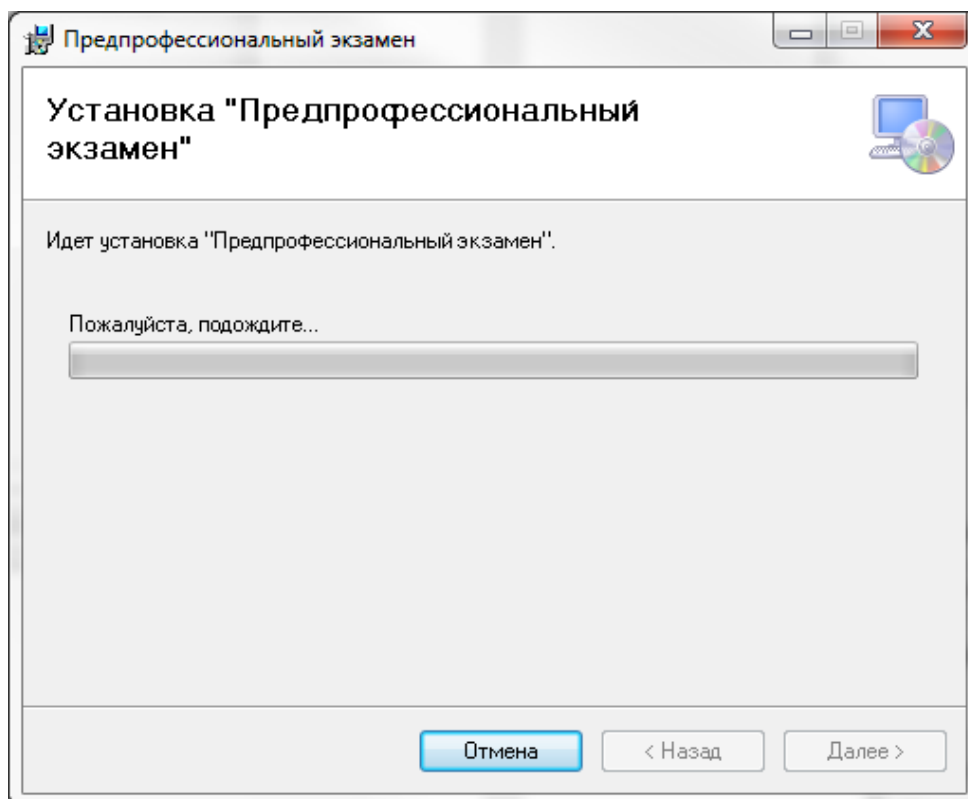 Предпрофессиональный экзамен
Установка "Предпрофессиональный
экзамен"
Идет установка "Предпрофессиональный экзамен".
Пожалуйста, подождите...
Отмена
< Назад
Далее >